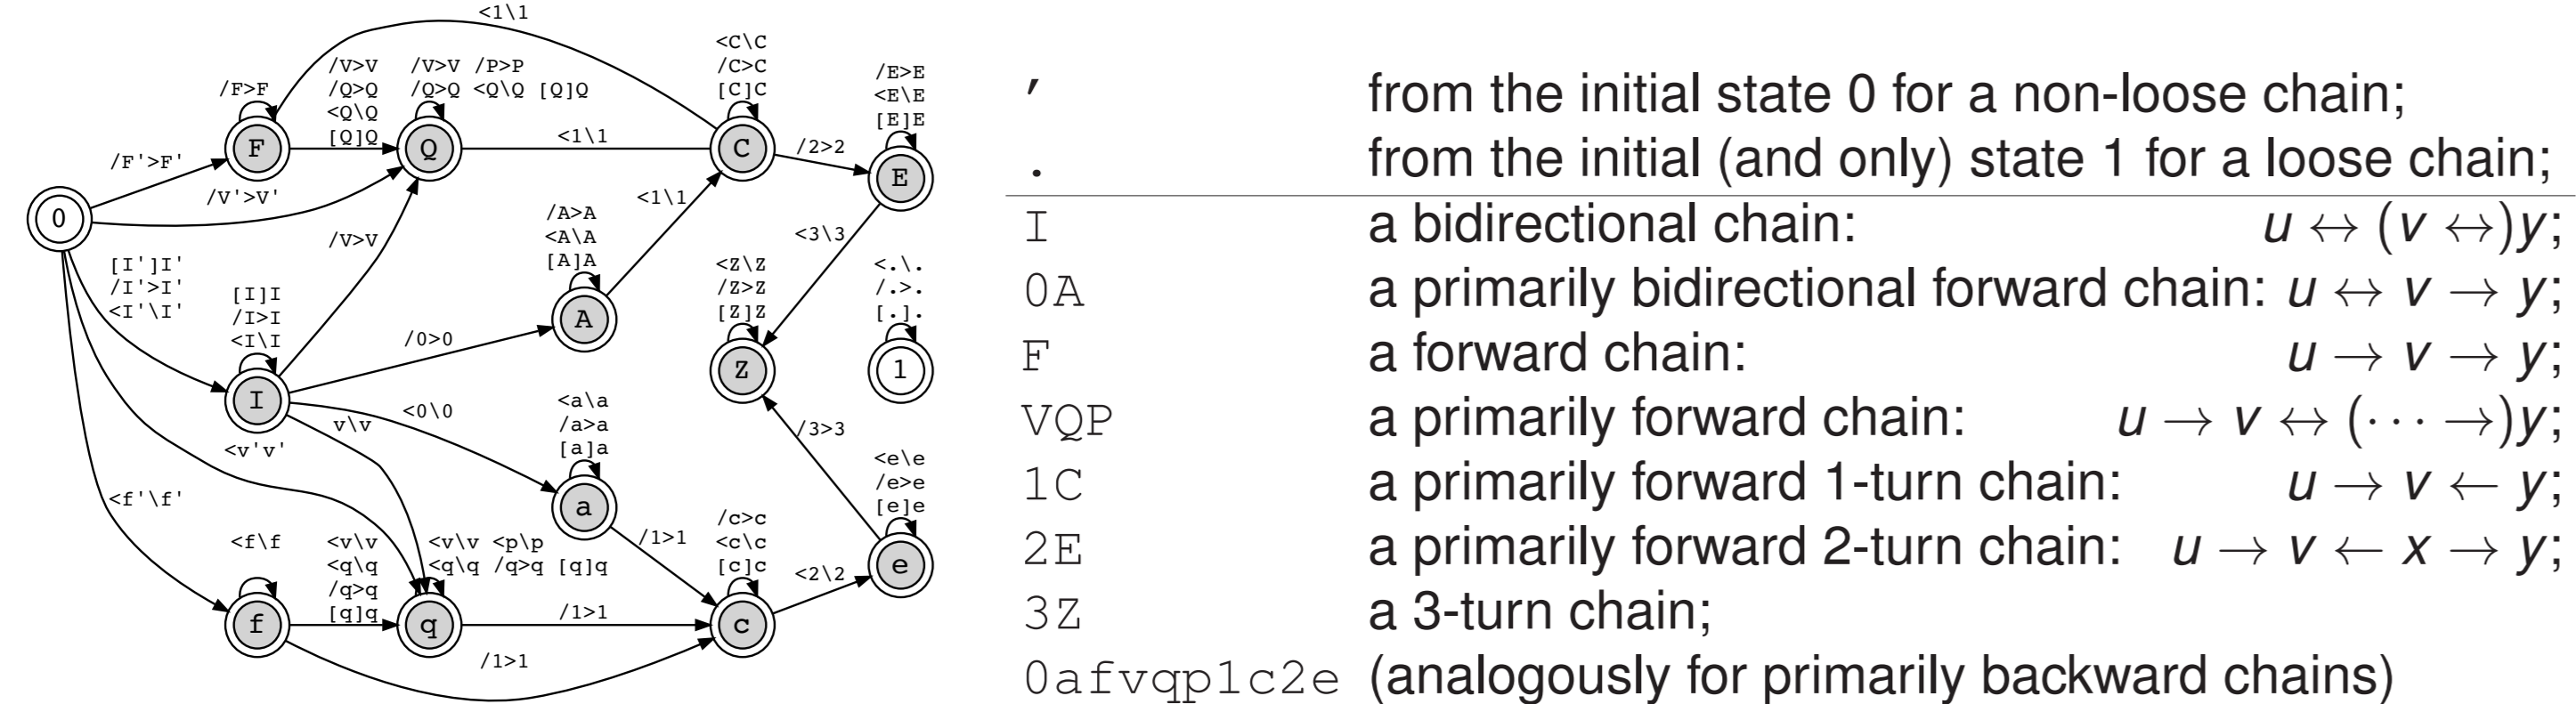 <1\1
<C\C
/C>C
[C]C
/F>F
/V>V
/Q>Q
<Q\Q
[Q]Q
/V>V /P>P
/Q>Q <Q\Q [Q]Q
/E>E
<E\E
[E]E
F
Q
<1\1
C
/2>2
E
/F'>F'
/V'>V'
0
<1\1
/A>A
<A\A
[A]A
/V>V
<3\3
[I']I'
/I'>I'
<I'\I'
[I]I
/I>I
<I\I
A
<Z\Z
/Z>Z
[Z]Z
<.\.
/.>.
[.].
/0>0
Z
1
I
<0\0
v\v
<a\a
/a>a
[a]a
/3>3
<v'v'
<f'\f'
a
<e\e
/e>e
[e]e
<f\f
<v\v
<q\q
/q>q
[q]q
<v\v <p\p
<q\q /q>q [q]q
/1>1
/c>c
<c\c
[c]c
<2\2
e
f
q
/1>1
c
/1>1
' from the initial state 0 for a non-loose chain;
. from the initial (and only) state 1 for a loose chain;
I a bidirectional chain: u ↔ (v ↔)y;
0A a primarily bidirectional forward chain: u ↔ v → y;
F a forward chain: u → v → y;
VQP a primarily forward chain: u → v ↔ (⋯ →)y;
1C a primarily forward 1-turn chain: u → v ← y;
2E a primarily forward 2-turn chain: u → v ← x → y;
3Z a 3-turn chain;
0afvqp1c2e (analogously for primarily backward chains)